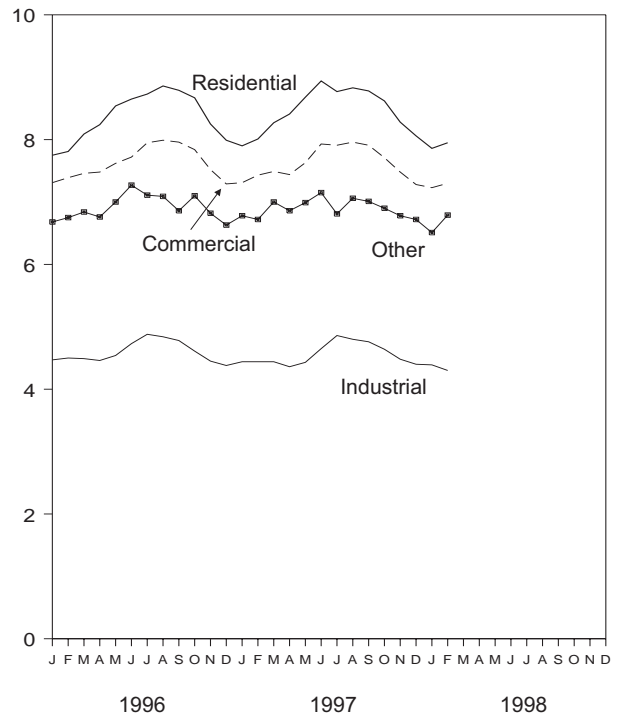 10
Residential
8
Commercial
Other
6
4
Industrial
2
0
J F M A M J J A S O N D J F M A M J J A S O N D J F M A M J J A S O N D
1996 1997 1998